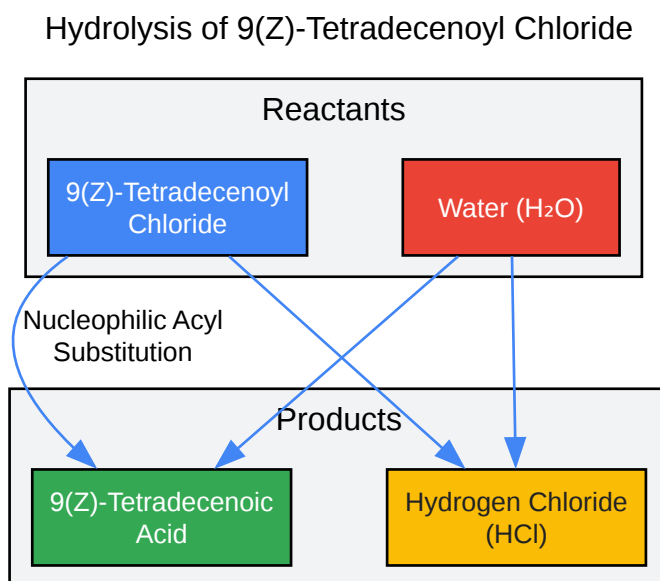 Hydrolysis of 9(Z)-Tetradecenoyl Chloride
Reactants
9(Z)-Tetradecenoyl
Chloride
Water (H₂O)
Nucleophilic Acyl
Substitution
Products
9(Z)-Tetradecenoic
Acid
Hydrogen Chloride
(HCl)